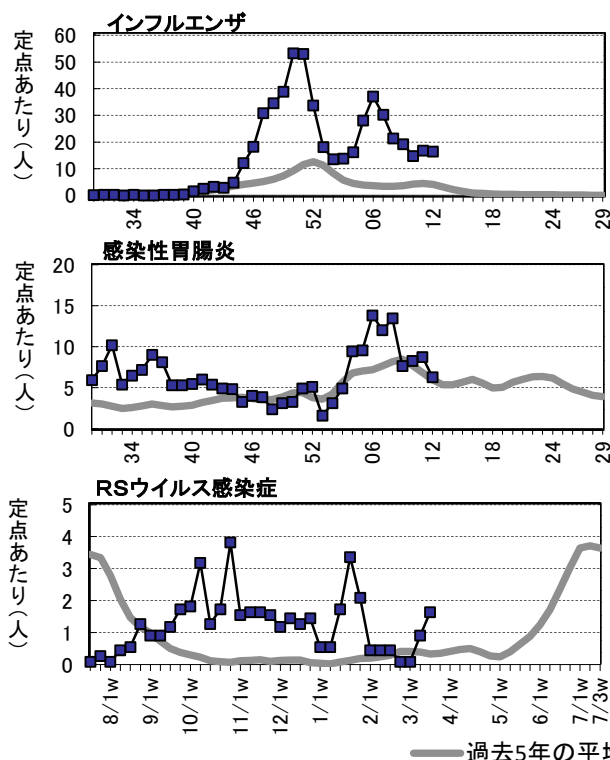 インフルエンザ
定点あたり(人)
60
50
40
30
20
10
0
34
40
46
52
06
12
18
24
29
感染性胃腸炎
定点あたり(人)
20
15
10
5
0
34
40
46
52
06
12
18
24
29
RSウイルス感染症
定点あたり(人)
5
4
3
2
1
0
8/1w
9/1w
10/1w
11/1w
12/1w
1/1w
2/1w
3/1w
4/1w
5/1w
6/1w
7/1w
7/3w
過去5年の平均